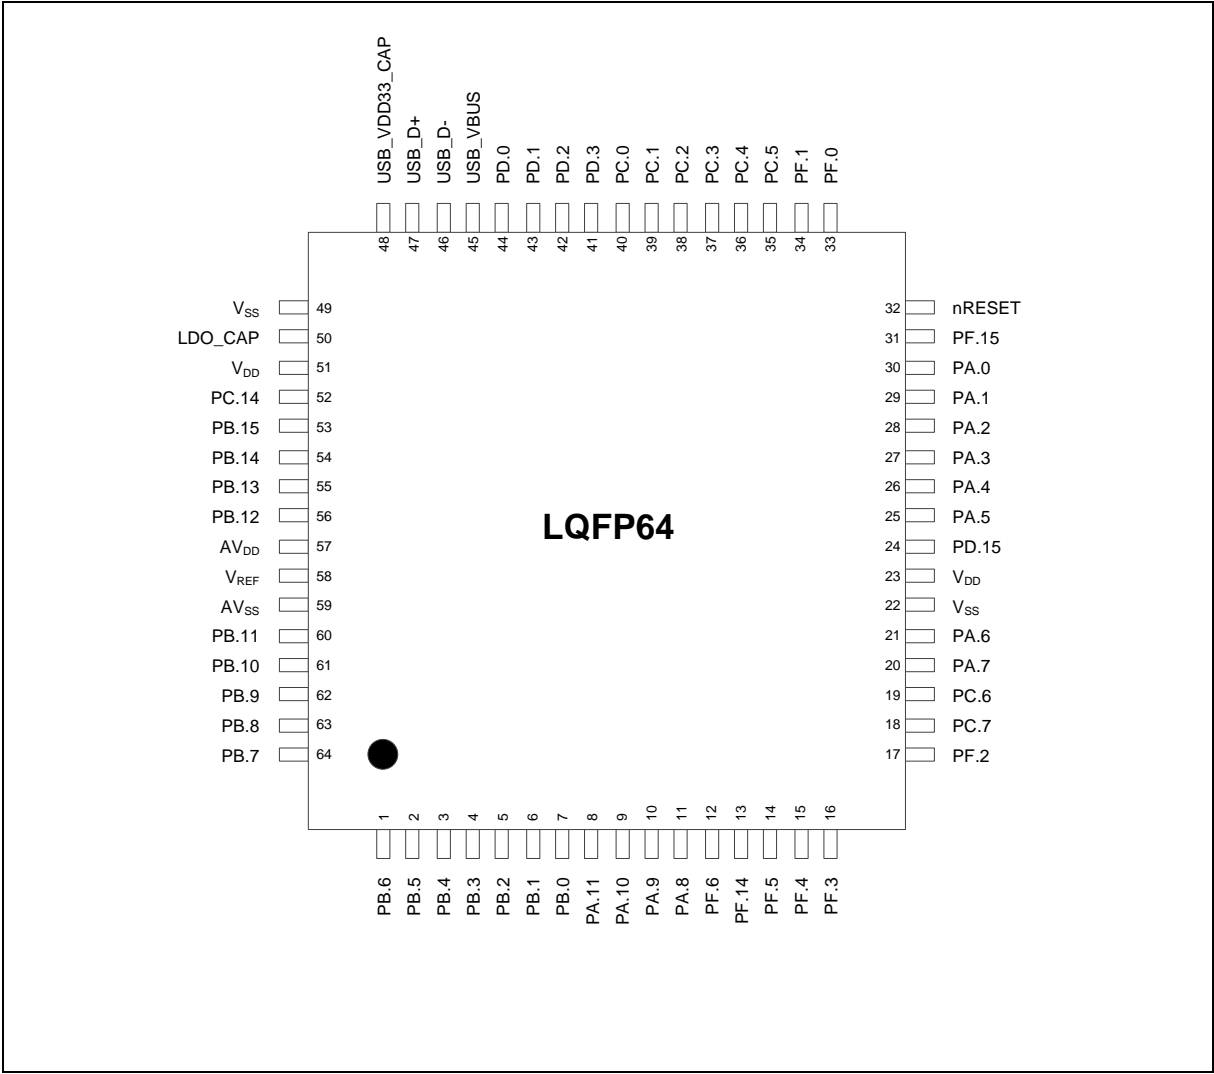 USB_VDD33_CAP
USB_D+
USB_D-
USB_VBUS
PD.0
PD.1
PD.2
PD.3
PC.0
PC.1
PC.2
PC.3
PC.4
PC.5
PF.1
PF.0
48
47
46
45
44
43
42
41
40
39
38
37
36
35
34
33
VSS 49
LDO_CAP 50
VDD 51
PC.14 52
PB.15 53
PB.14 54
PB.13 55
PB.12 56
AVDD 57
VREF 58
AVSS 59
PB.11 60
PB.10 61
PB.9 62
PB.8 63
PB.7 64
LQFP64
32 nRESET
31 PF.15
30 PA.0
29 PA.1
28 PA.2
27 PA.3
26 PA.4
25 PA.5
24 PD.15
23 VDD
22 VSS
21 PA.6
20 PA.7
19 PC.6
18 PC.7
17 PF.2
1
2
3
4
5
6
7
8
9
10
11
12
13
14
15
16
PB.6
PB.5
PB.4
PB.3
PB.2
PB.1
PB.0
PA.11
PA.10
PA.9
PA.8
PF.6
PF.14
PF.5
PF.4
PF.3